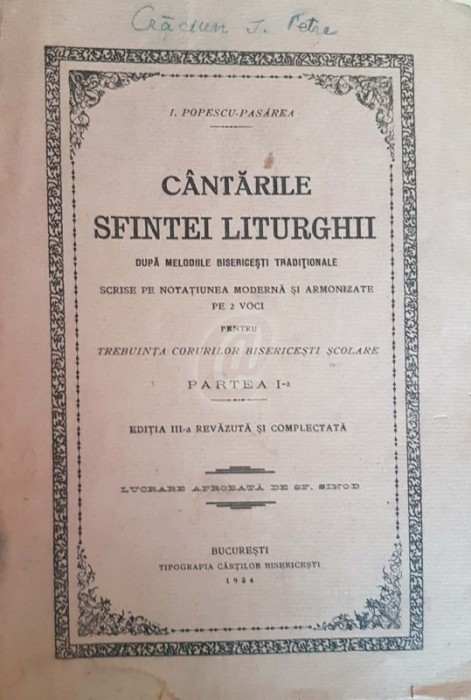 Crăciun I. Petre
I. POPESCU-PASĂREA
CÂNTĂRILE
SFINTEI LITURGHII
DUPĂ MELODIILE BISERICEȘTI TRADIȚIONALE
SCRISE PE NOTAȚIUNEA MODERNĂ ȘI ARMONIZATE
PE 2 VOCI
PENTRU
TREBUINȚA CORURILOR BISERICEȘTI ȘCOLARE
PARTEA I-a
EDIȚIA III-a REVĂZUTĂ ȘI COMPLECTATĂ
LUCRARE APROBATĂ DE SF. SINOD
BUCUREȘTI
TIPOGRAFIA CĂRȚILOR BISERICEȘTI
1934